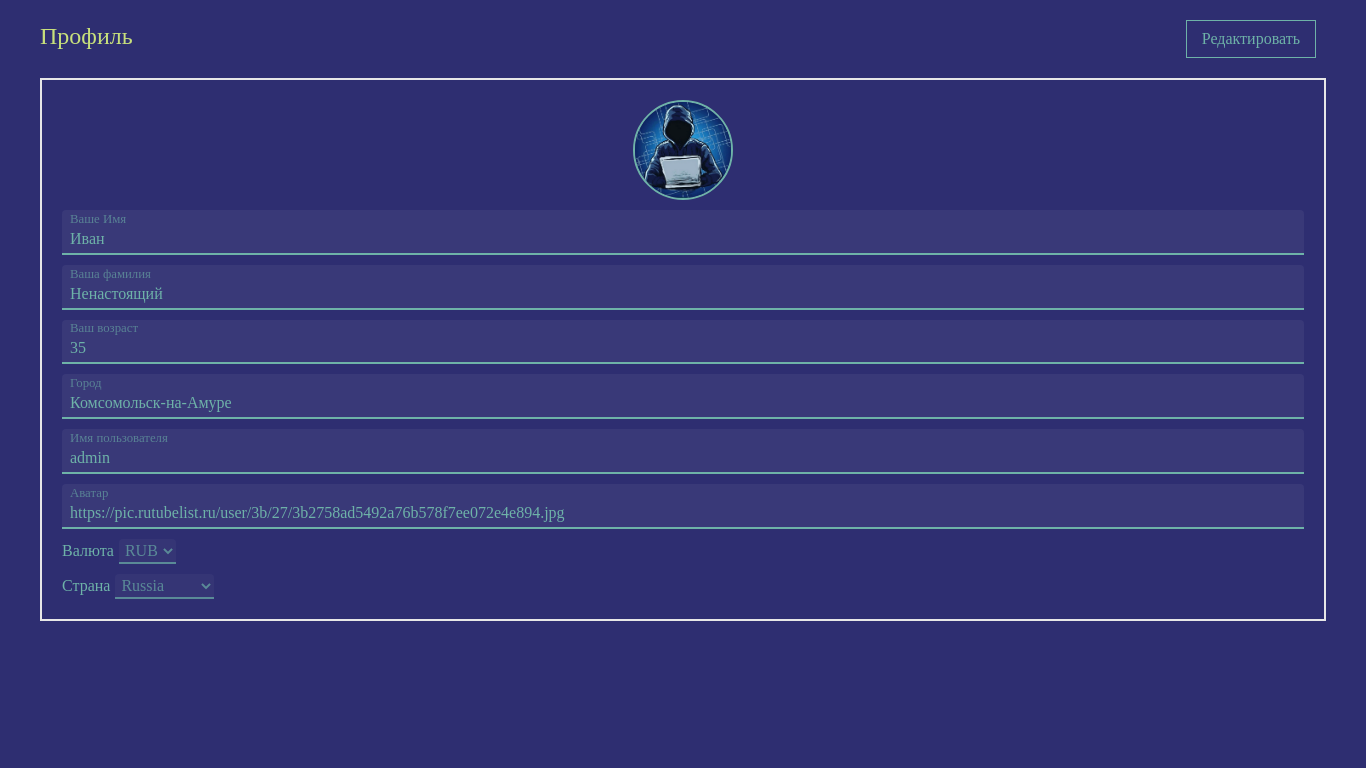 Профиль
Редактировать
Ваше Имя
Иван
Ваша фамилия
Ненастоящий
Ваш возраст
35
Город
Комсомольск-на-Амуре
Имя пользователя
admin
Аватар
https://pic.rutubelist.ru/user/3b/27/3b2758ad5492a76b578f7ee072e4e894.jpg
Валюта RUB
Страна Russia